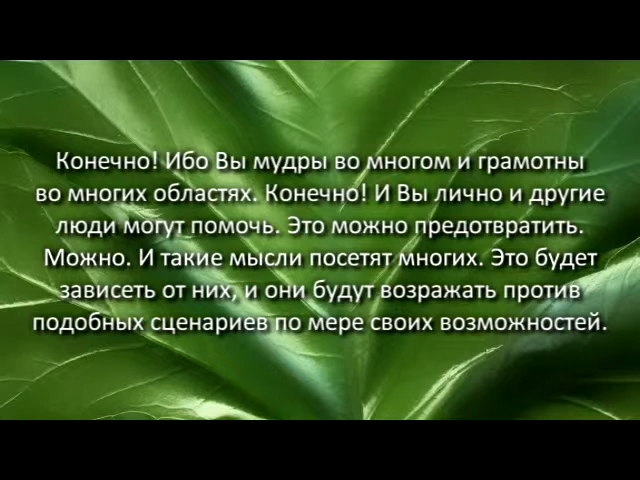 Конечно! Ибо Вы мудры во многом и грамотны
во многих областях. Конечно! И Вы лично и другие
люди могут помочь. Это можно предотвратить.
Можно. И такие мысли посетят многих. Это будет
зависеть от них, и они будут возражать против
подобных сценариев по мере своих возможностей.